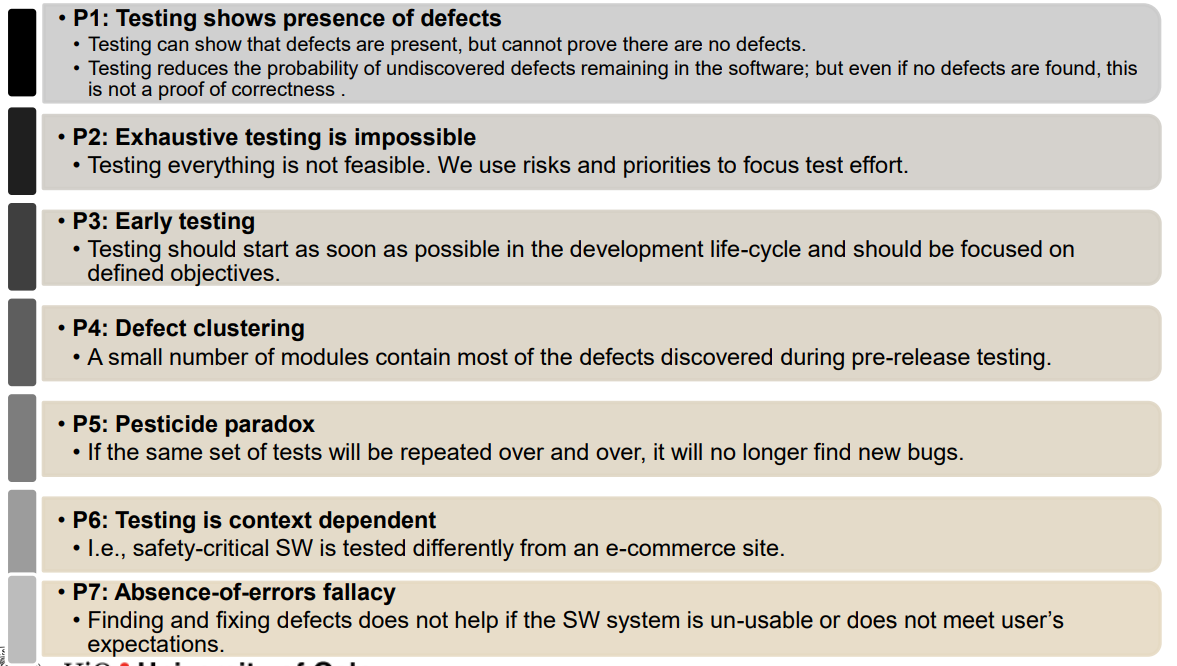 • P1: Testing shows presence of defects
• Testing can show that defects are present, but cannot prove there are no defects.
• Testing reduces the probability of undiscovered defects remaining in the software; but even if no defects are found, this
is not a proof of correctness .
• P2: Exhaustive testing is impossible
• Testing everything is not feasible. We use risks and priorities to focus test effort.
• P3: Early testing
• Testing should start as soon as possible in the development life-cycle and should be focused on
defined objectives.
• P4: Defect clustering
• A small number of modules contain most of the defects discovered during pre-release testing.
• P5: Pesticide paradox
• If the same set of tests will be repeated over and over, it will no longer find new bugs.
• P6: Testing is context dependent
• I.e., safety-critical SW is tested differently from an e-commerce site.
• P7: Absence-of-errors fallacy
• Finding and fixing defects does not help if the SW system is un-usable or does not meet user’s
expectations.